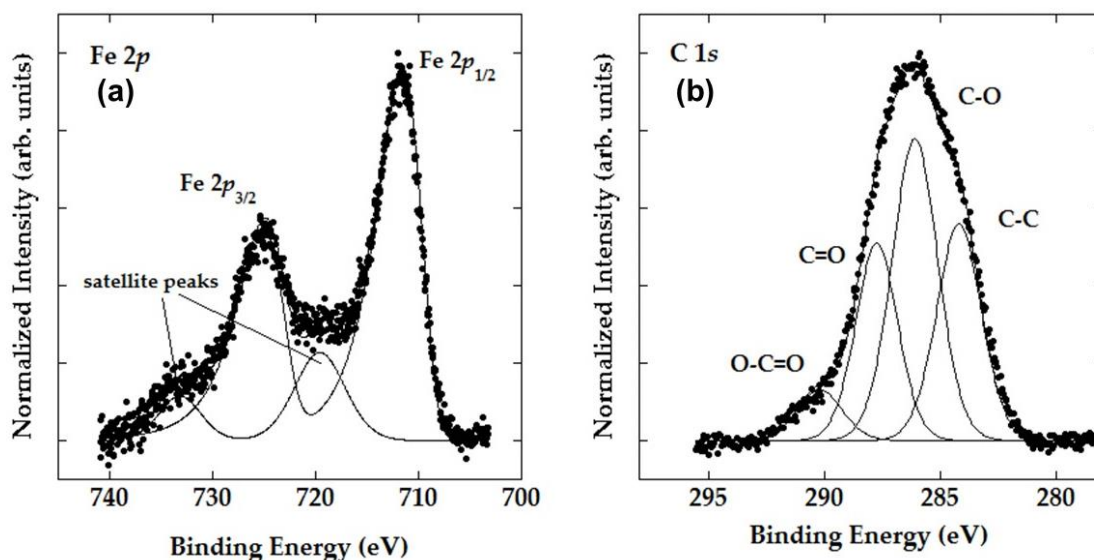 Fe 2p
(a)
Fe 2p1/2
Fe 2p3/2
satellite peaks
Normalized Intensity (arb. units)
740
730
720
710
700
Binding Energy (eV)
C 1s
(b)
C-O
C-C
C=O
O-C=O
Normalized Intensity (arb. units)
295
290
285
280
Binding Energy (eV)